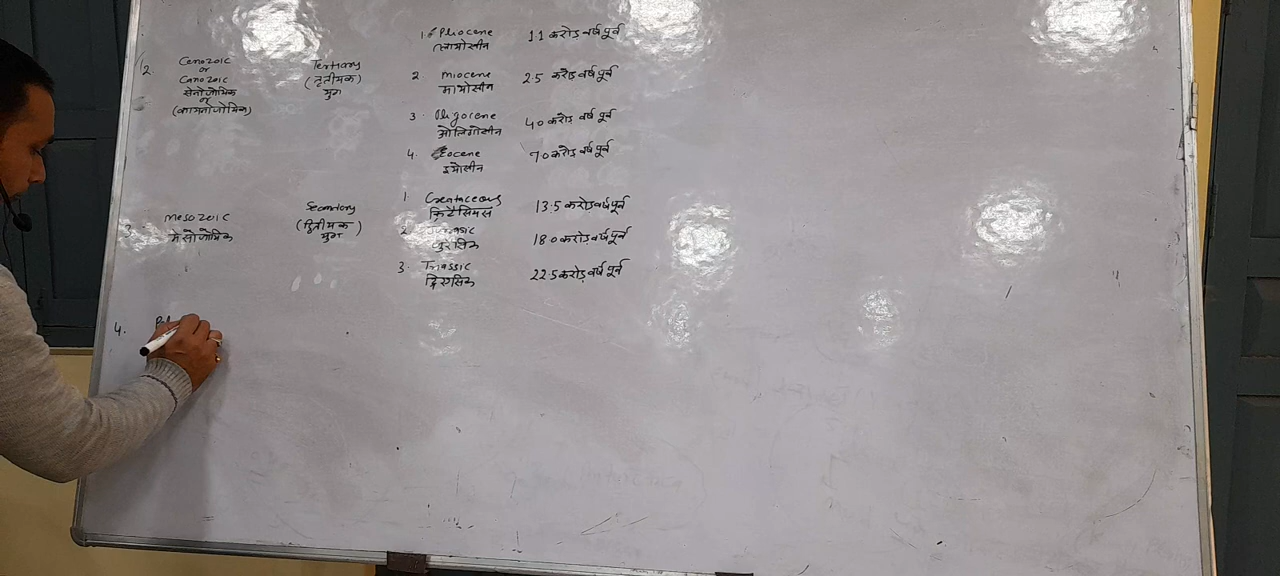 1. Pliocene 1.1 करोड़ वर्ष पूर्व
प्लायोसीन
2. Cenozoic Tertiary 2. Miocene 2.5 करोड़ वर्ष पूर्व
or (तृतीयक) मायोसीन
Canozoic युग
सेनोजोयिक 3. Oligocene 4.0 करोड़ वर्ष पूर्व
or ओलिगोसीन
(कायनोजोयिक)
4. Eocene 7.0 करोड़ वर्ष पूर्व
इयोसीन
3. Mesozoic Secondary 1. Cretaceous 13.5 करोड़ वर्ष पूर्व
मेसोजोयिक (द्वितीयक) क्रिटेसियस
युग 2. Jurassic 18.0 करोड़ वर्ष पूर्व
जुरासिक
3. Triassic 22.5 करोड़ वर्ष पूर्व
ट्रिएसिक
4.